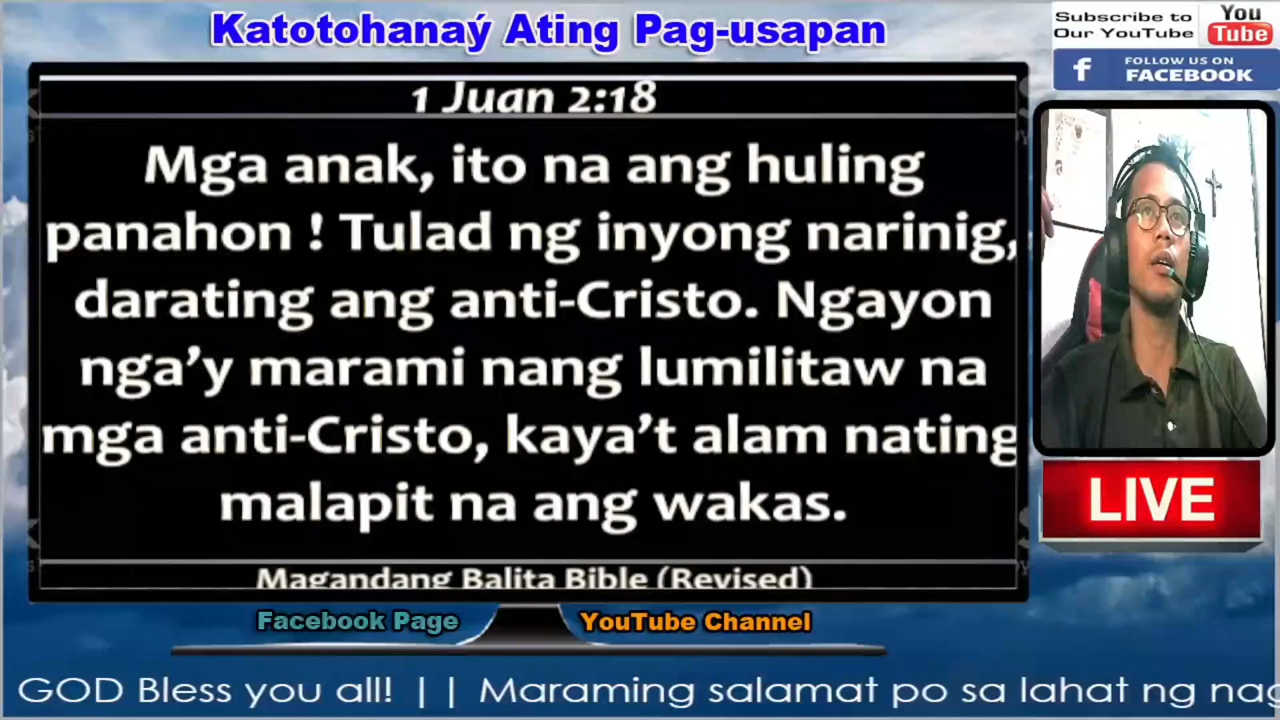 Katotohanaý Ating Pag-usapan
Subscribe to
Our YouTube
You
Tube
f
FOLLOW US ON
FACEBOOK
1 Juan 2:18
Mga anak, ito na ang huling
panahon ! Tulad ng inyong narinig,
darating ang anti-Cristo. Ngayon
nga’y marami nang lumilitaw na
mga anti-Cristo, kaya’t alam nating
malapit na ang wakas.
Magandang Balita Bible (Revised)
LIVE
Facebook Page
YouTube Channel
GOD Bless you all! || Maraming salamat po sa lahat ng